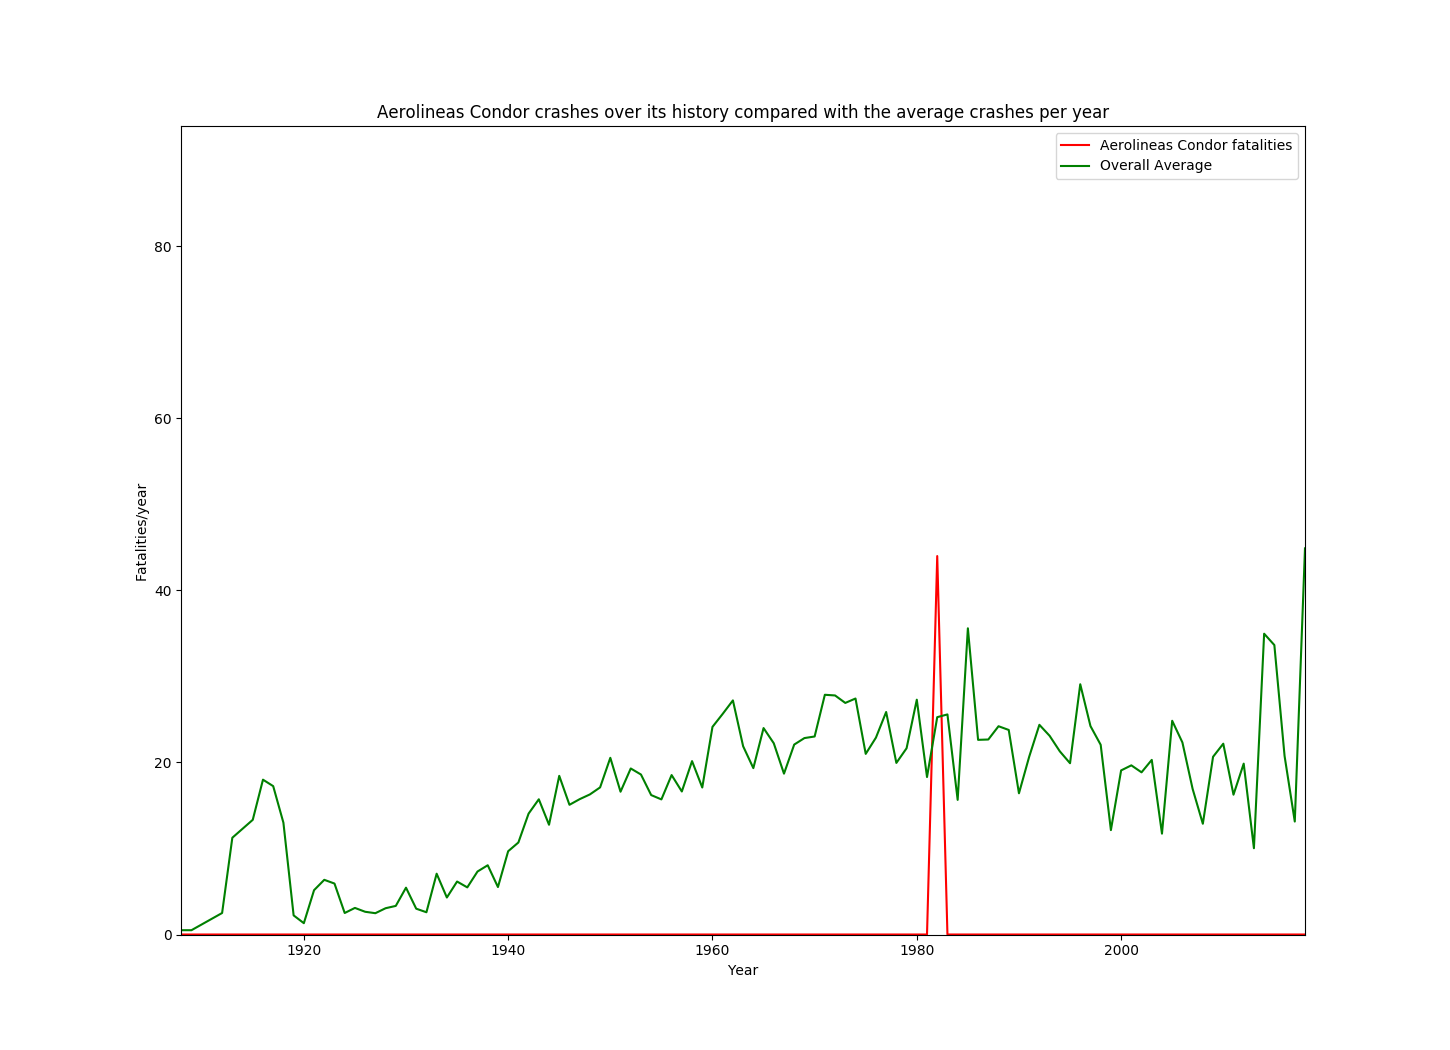 Aerolineas Condor crashes over its history compared with the average crashes per year
Aerolineas Condor fatalities
Overall Average
80
60
40
20
0
Fatalities/year
1920 1940 1960 1980 2000
Year